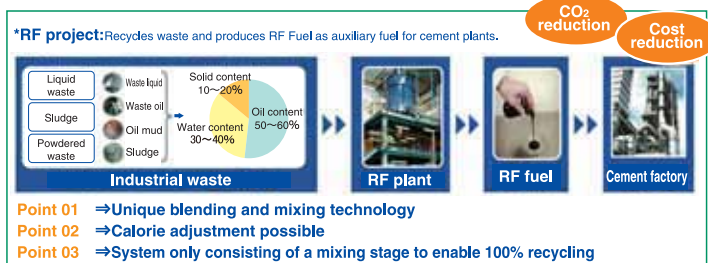 CO₂
reduction
Cost
reduction
*RF project:Recycles waste and produces RF Fuel as auxiliary fuel for cement plants.
Liquid
waste
Sludge
Powdered
waste
Waste liquid
Waste oil
Oil mud
Sludge
Solid content
10～20%
Oil content
50～60%
Water content
30～40%
Industrial waste
RF plant
RF fuel
Cement factory
Point 01 ⇒Unique blending and mixing technology
Point 02 ⇒Calorie adjustment possible
Point 03 ⇒System only consisting of a mixing stage to enable 100% recycling